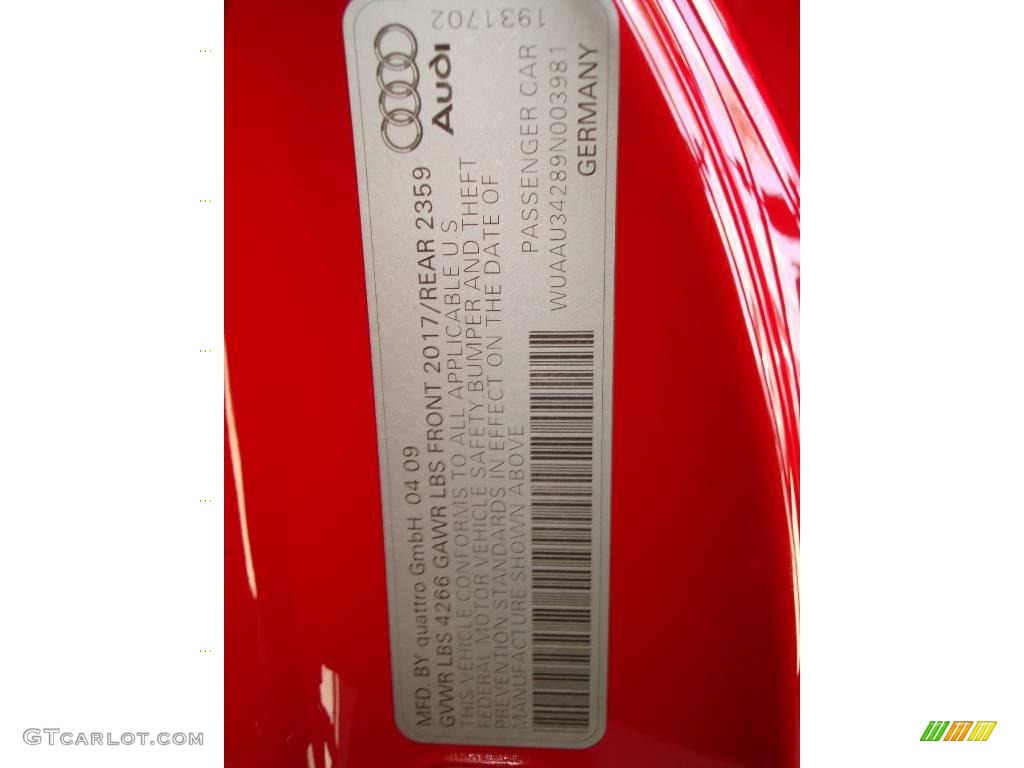 MFD. BY quattro GmbH 04 09
GVWR LBS 4266 GAWR LBS FRONT 2017/REAR 2359
THIS VEHICLE CONFORMS TO ALL APPLICABLE U.S
FEDERAL MOTOR VEHICLE SAFETY,BUMPER AND THEFT
PREVENTION STANDARDS IN EFFECT ON THE DATE OF
MANUFACTURE SHOWN ABOVE
Audi
PASSENGER CAR
WUAAU34289N003981
GERMANY
1931702
GTCARLOT.COM